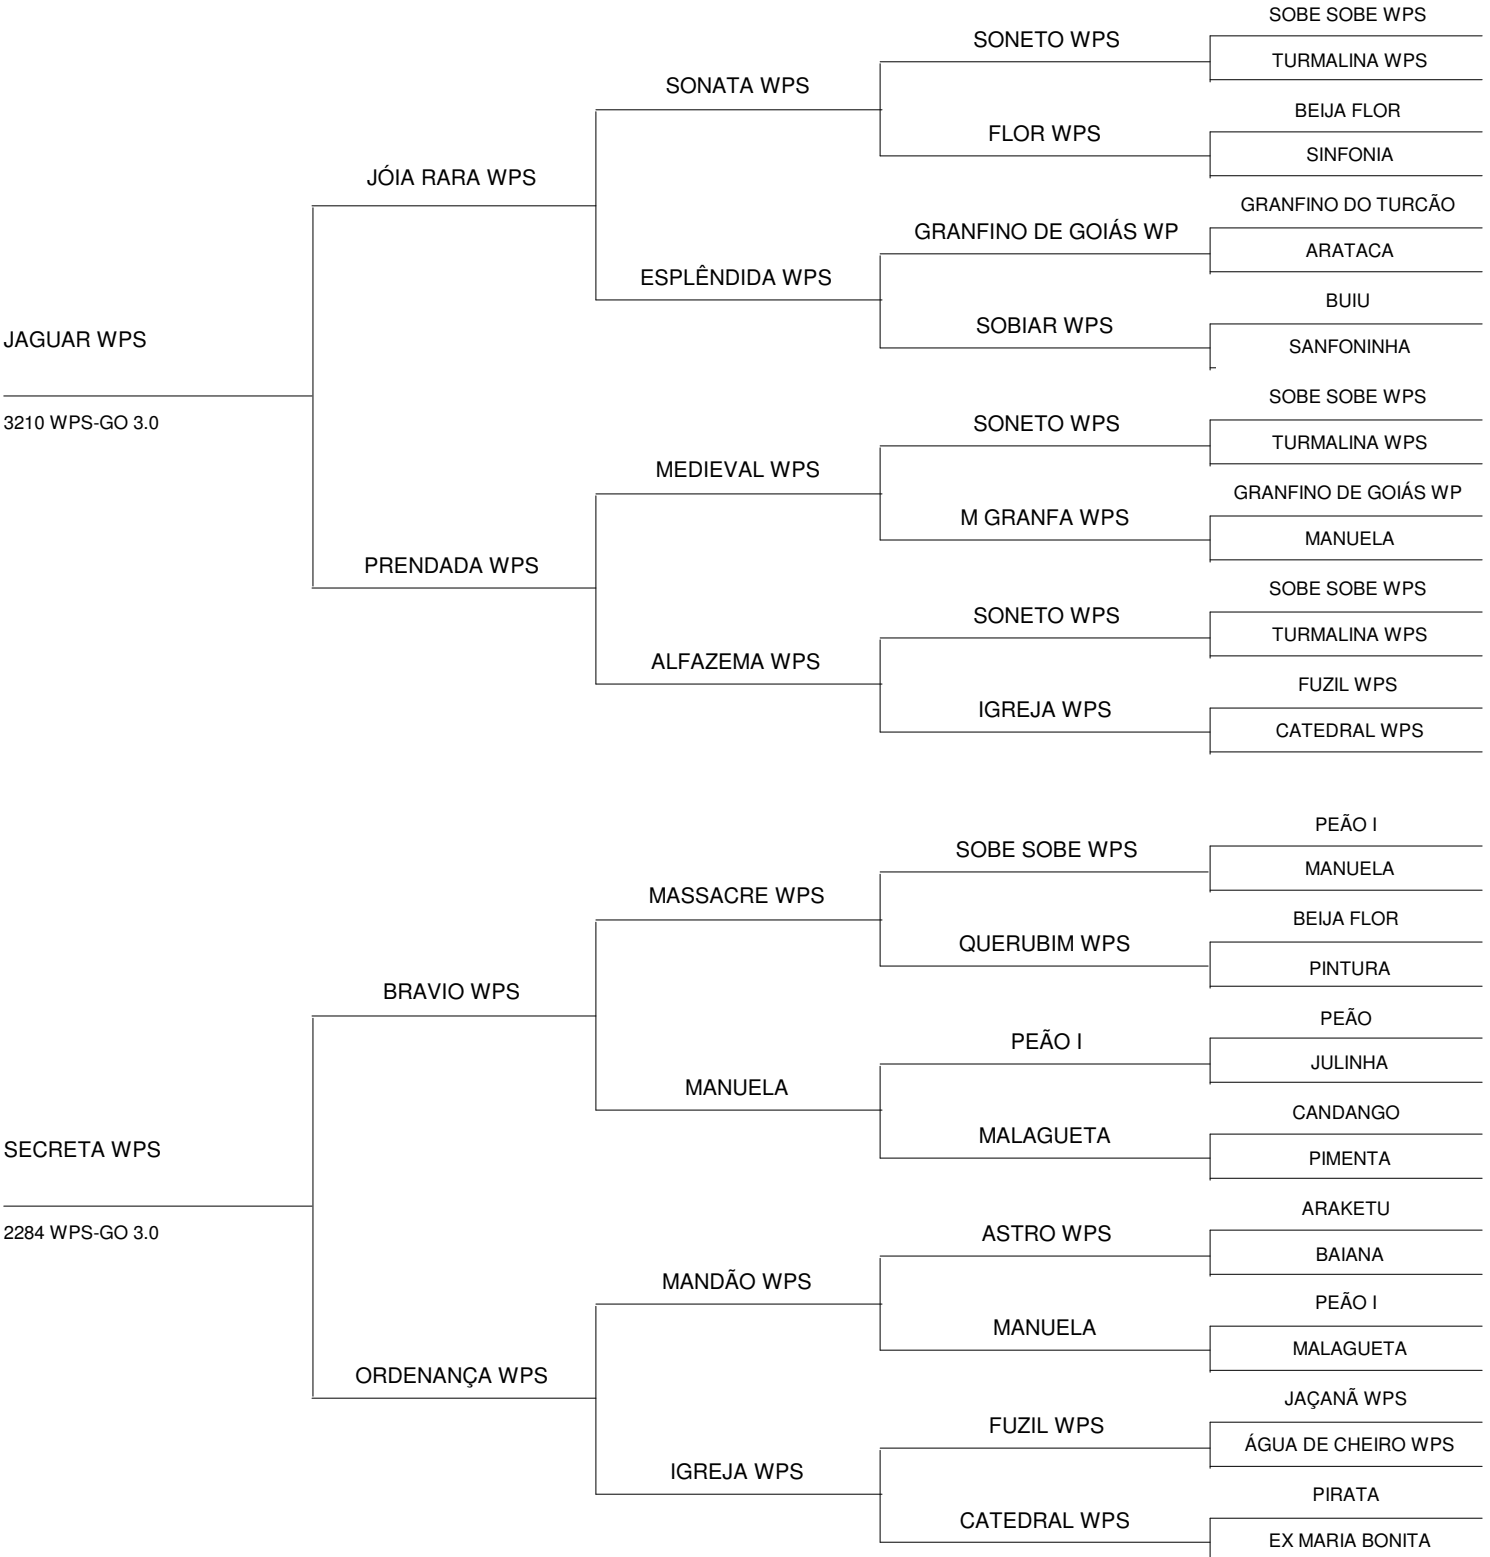 SOBE SOBE WPS
SONETO WPS
TURMALINA WPS
SONATA WPS
BEIJA FLOR
FLOR WPS
SINFONIA
JÓIA RARA WPS
GRANFINO DO TURCÃO
GRANFINO DE GOIÁS WP
ARATACA
ESPLÊNDIDA WPS
BUIU
SOBIAR WPS
SANFONINHA
JAGUAR WPS
3210 WPS-GO 3.0
SOBE SOBE WPS
SONETO WPS
TURMALINA WPS
MEDIEVAL WPS
GRANFINO DE GOIÁS WP
M GRANFA WPS
MANUELA
PRENDADA WPS
SOBE SOBE WPS
SONETO WPS
TURMALINA WPS
ALFAZEMA WPS
FUZIL WPS
IGREJA WPS
CATEDRAL WPS
PEÃO I
SOBE SOBE WPS
MANUELA
MASSACRE WPS
BEIJA FLOR
QUERUBIM WPS
PINTURA
BRAVIO WPS
PEÃO
PEÃO I
JULINHA
MANUELA
CANDANGO
MALAGUETA
PIMENTA
SECRETA WPS
2284 WPS-GO 3.0
ARAKETU
ASTRO WPS
BAIANA
MANDÃO WPS
PEÃO I
MANUELA
MALAGUETA
ORDENANÇA WPS
JAÇANÃ WPS
FUZIL WPS
ÁGUA DE CHEIRO WPS
IGREJA WPS
PIRATA
CATEDRAL WPS
EX MARIA BONITA